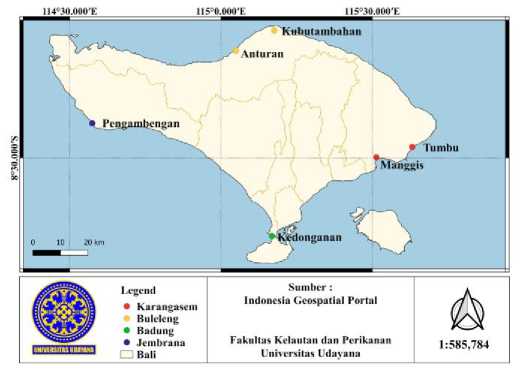 114°30.000' 115°0.000' 115°30.000'
Kubutambahan
Anturan
Pengambengan
Tumbu
Manggis
8°30.000'S
Kedonganan
0 10 20 km
Legend
Karangasem
Buleleng
Badung
Jembrana
Bali
UNIVERSITAS UDAYANA
Sumber :
Indonesia Geospatial Portal
Fakultas Kelautan dan Perikanan
Universitas Udayana
1:585,784